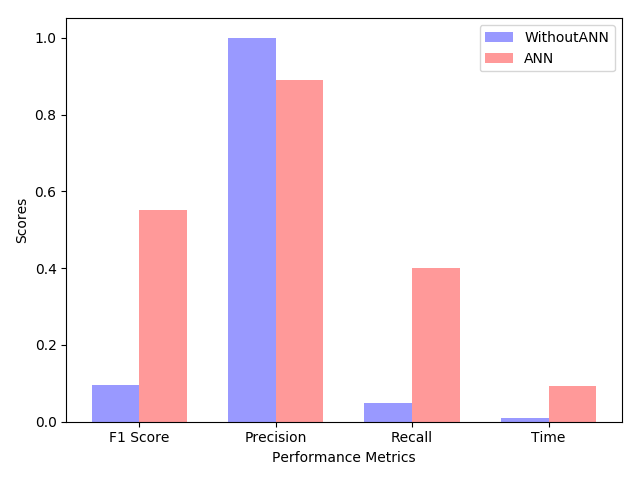 WithoutANN
ANN
1.0
0.8
0.6
0.4
0.2
0.0
Scores
F1 Score Precision Recall Time
Performance Metrics